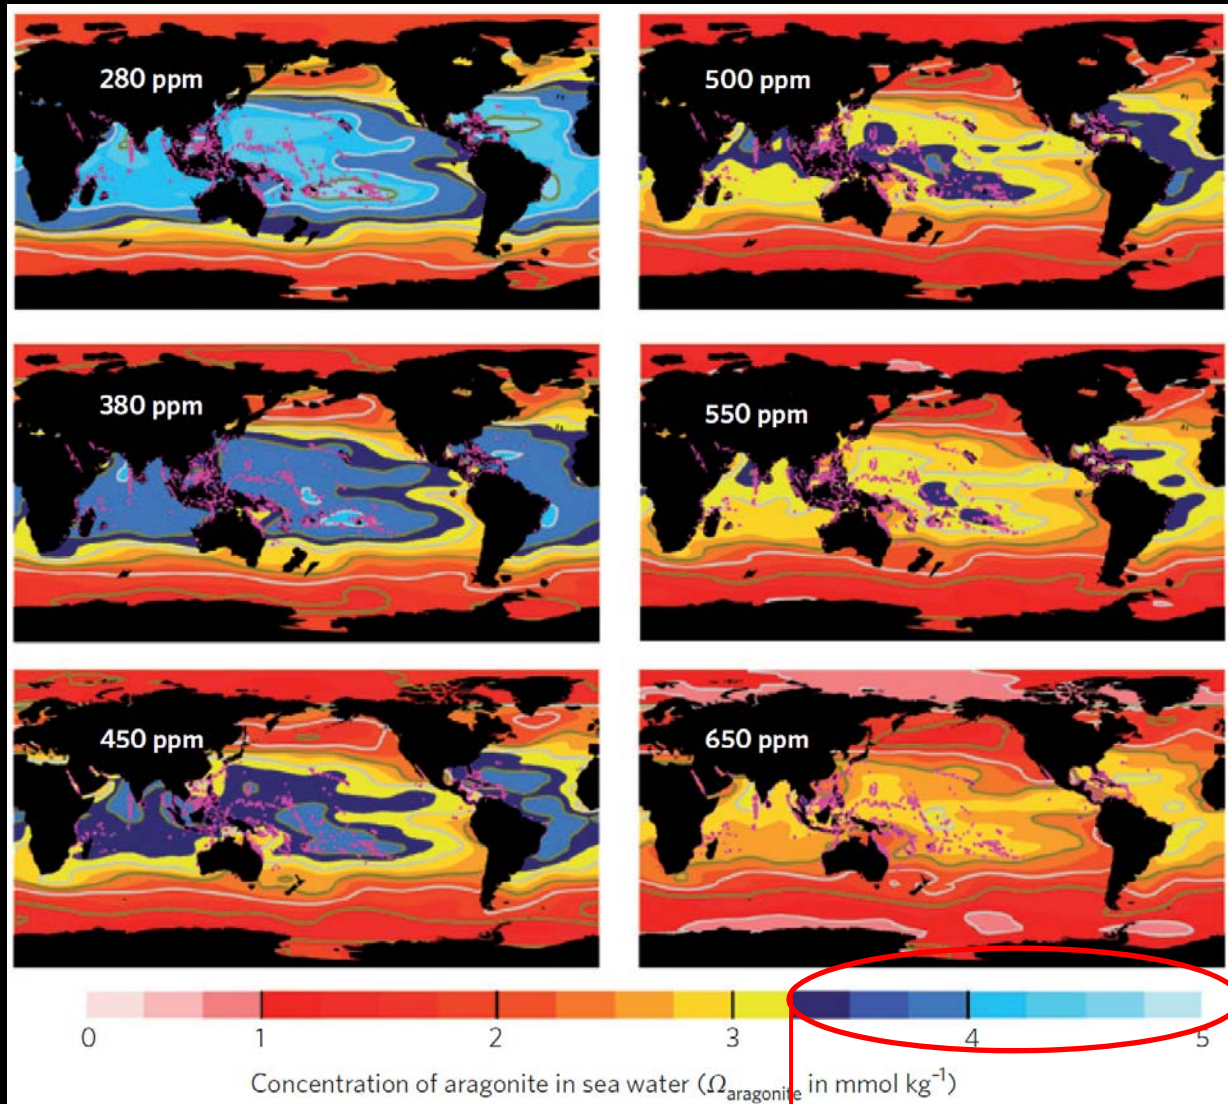 280 ppm
500 ppm
380 ppm
550 ppm
450 ppm
650 ppm
0 1 2 3 4 5
Concentration of aragonite in sea water (Ωaragonite in mmol kg⁻¹)